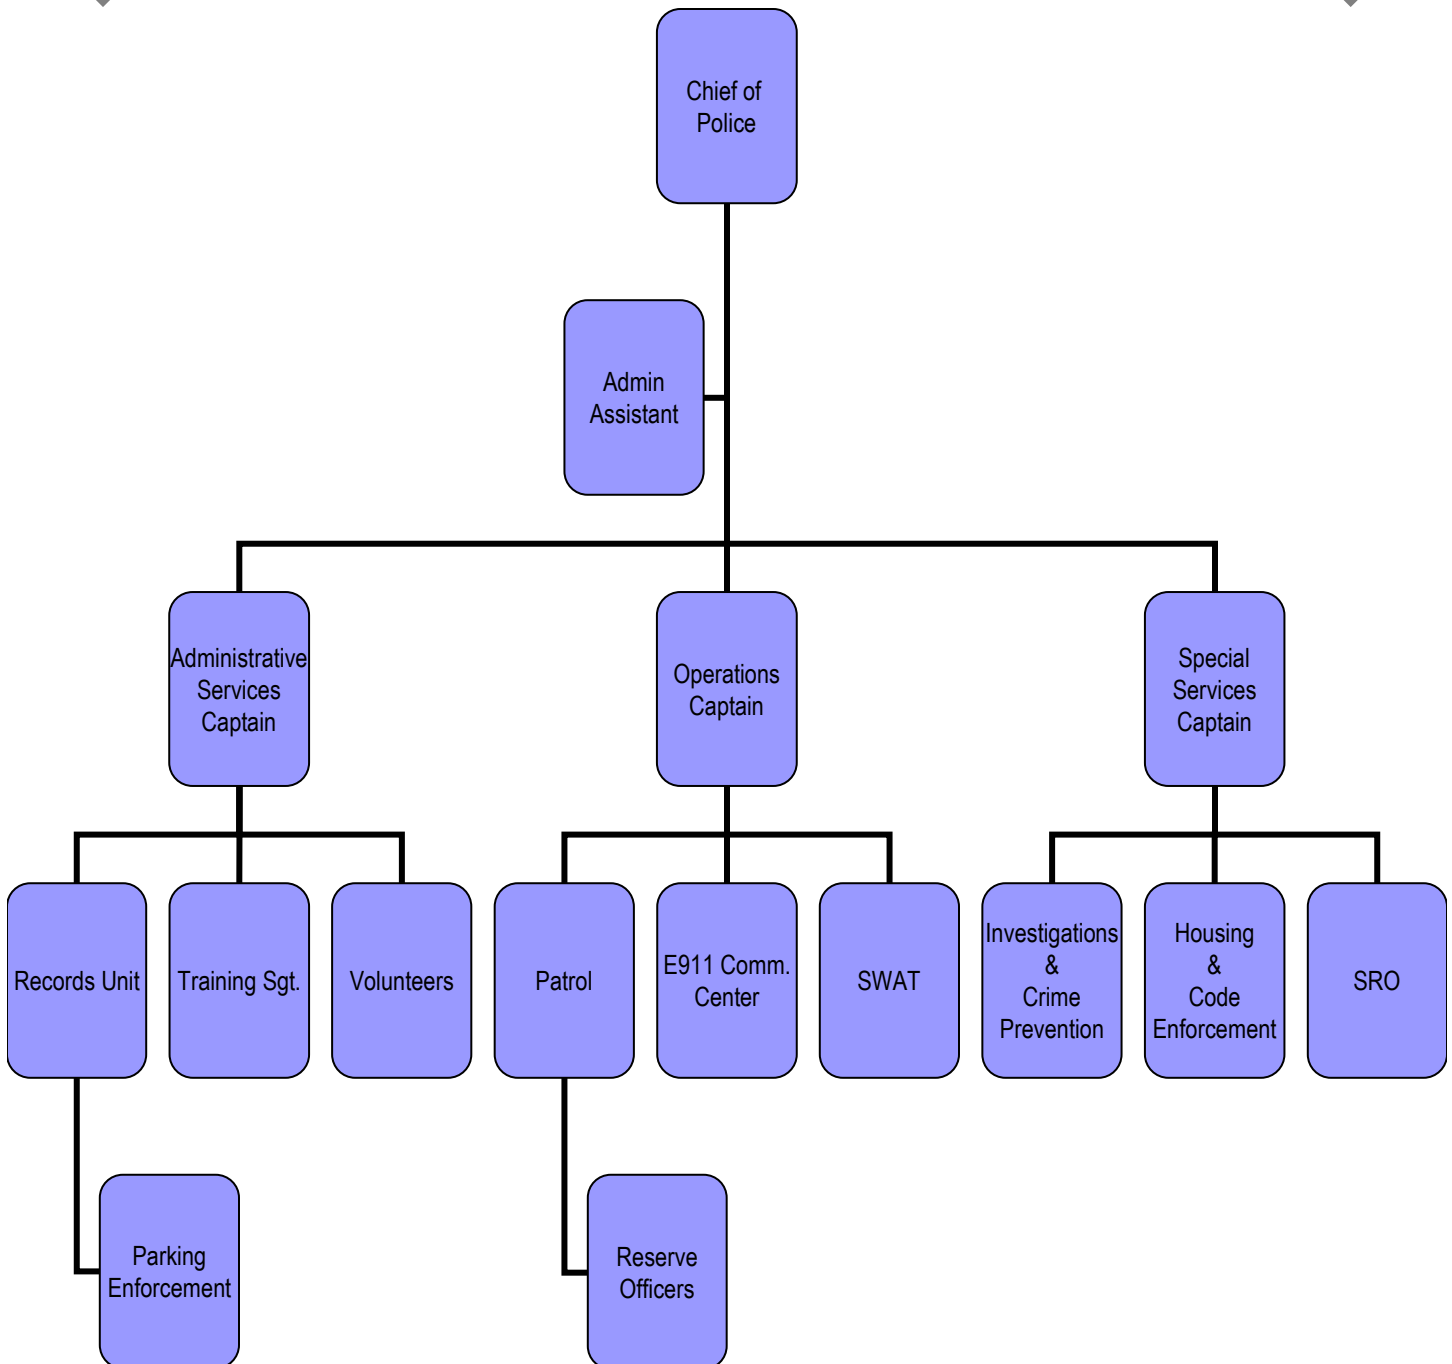 Chief of
Police
Admin
Assistant
Administrative
Services
Captain
Operations
Captain
Special
Services
Captain
Records Unit
Training Sgt.
Volunteers
Patrol
E911 Comm.
Center
SWAT
Investigations
&
Crime
Prevention
Housing
&
Code
Enforcement
SRO
Parking
Enforcement
Reserve
Officers